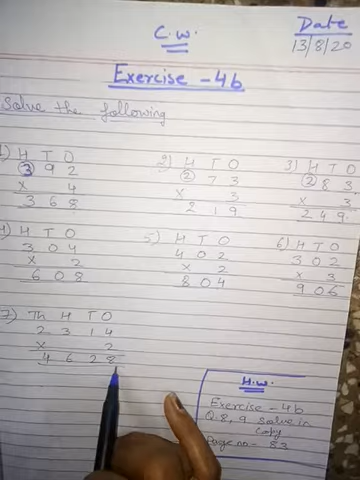 C.W.
Date
13/8/20
Exercise - 4b
Solve the following
1) H T O
3 9 2
x 4
3 6 8
2) H T O
2 7 3
x 3
2 1 9
3) H T O
2 8 3
x 3
2 4 9
4) H T O
3 0 4
x 2
6 0 8
5) H T O
4 0 2
x 2
8 0 4
6) H T O
3 0 2
x 3
9 0 6
7) Th H T O
2 3 1 4
x 2
4 6 2 8
H.W.
Exercise - 4b
Q.8, 9 Solve in
copy
Page no - 53